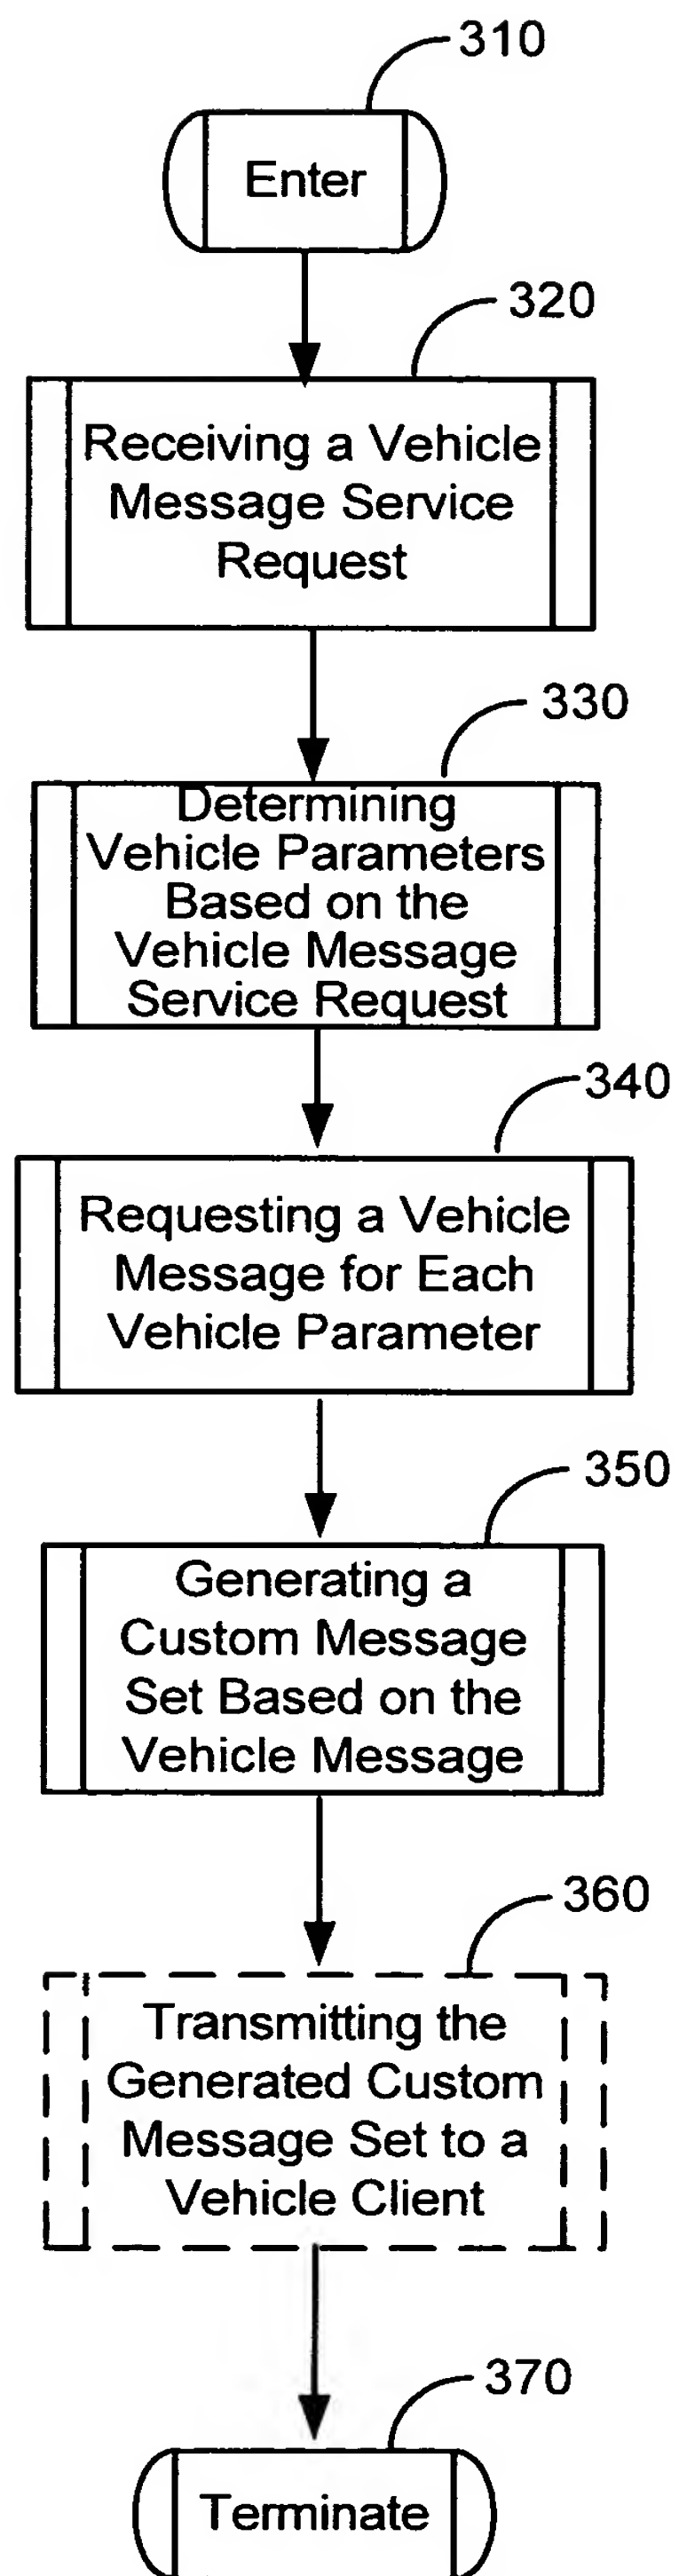 310
Enter
320
Receiving a Vehicle
Message Service
Request
330
Determining
Vehicle Parameters
Based on the
Vehicle Message
Service Request
340
Requesting a Vehicle
Message for Each
Vehicle Parameter
350
Generating a
Custom Message
Set Based on the
Vehicle Message
360
Transmitting the
Generated Custom
Message Set to a
Vehicle Client
370
Terminate